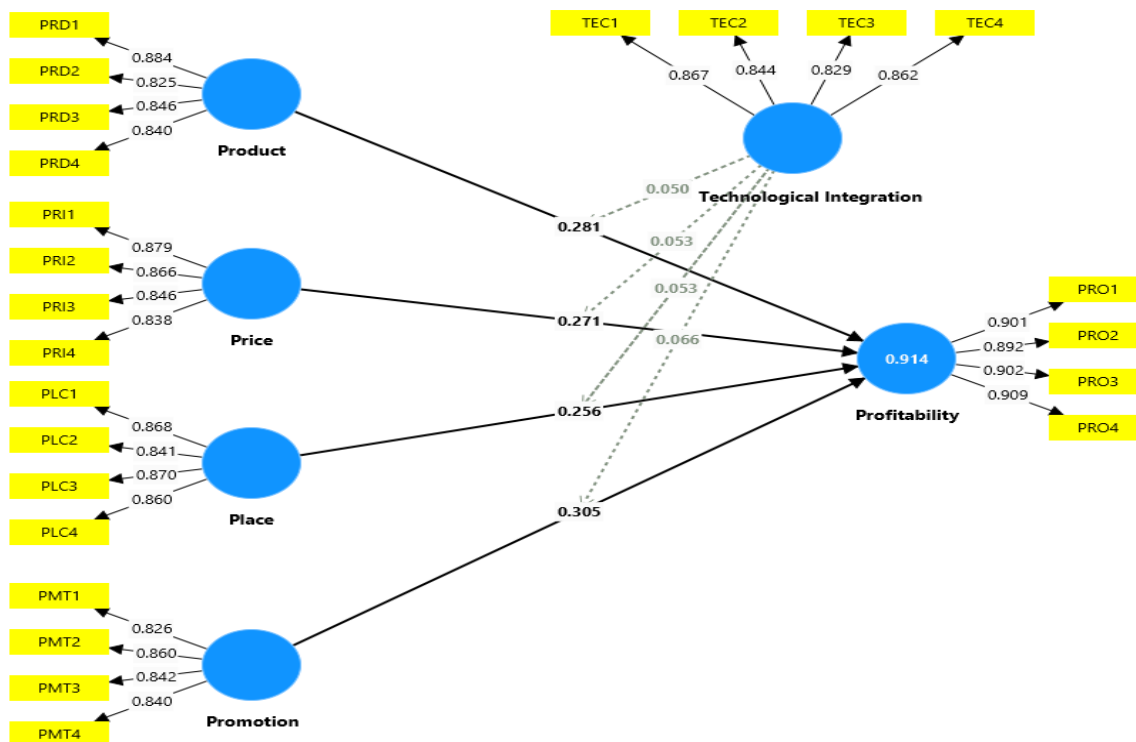 PRD1
PRD2
PRD3
PRD4
0.884
0.825
0.846
0.840
Product
TEC1
TEC2
TEC3
TEC4
0.867
0.844
0.829
0.862
Technological Integration
0.050
0.281
0.053
0.053
0.066
PRI1
PRI2
PRI3
PRI4
0.879
0.866
0.846
0.838
Price
0.271
PRO1
PRO2
PRO3
PRO4
0.901
0.892
0.902
0.909
0.914
Profitability
PLC1
PLC2
PLC3
PLC4
0.868
0.841
0.870
0.860
Place
0.256
0.305
PMT1
PMT2
PMT3
PMT4
0.826
0.860
0.842
0.840
Promotion